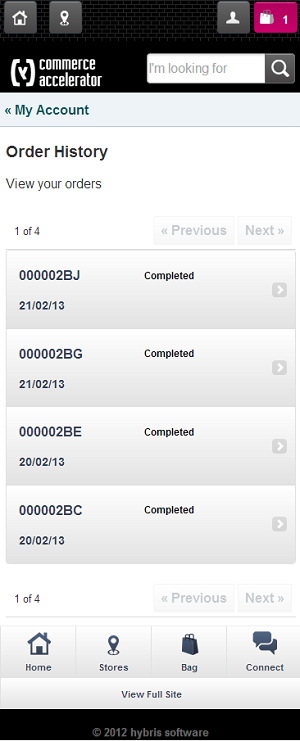 1
commerce
accelerator
I'm looking for
« My Account
Order History
View your orders
1 of 4 « Previous Next »
000002BJ Completed
21/02/13
000002BG Completed
21/02/13
000002BE Completed
20/02/13
000002BC Completed
20/02/13
1 of 4 « Previous Next »
Home Stores Bag Connect
View Full Site
© 2012 hybris software